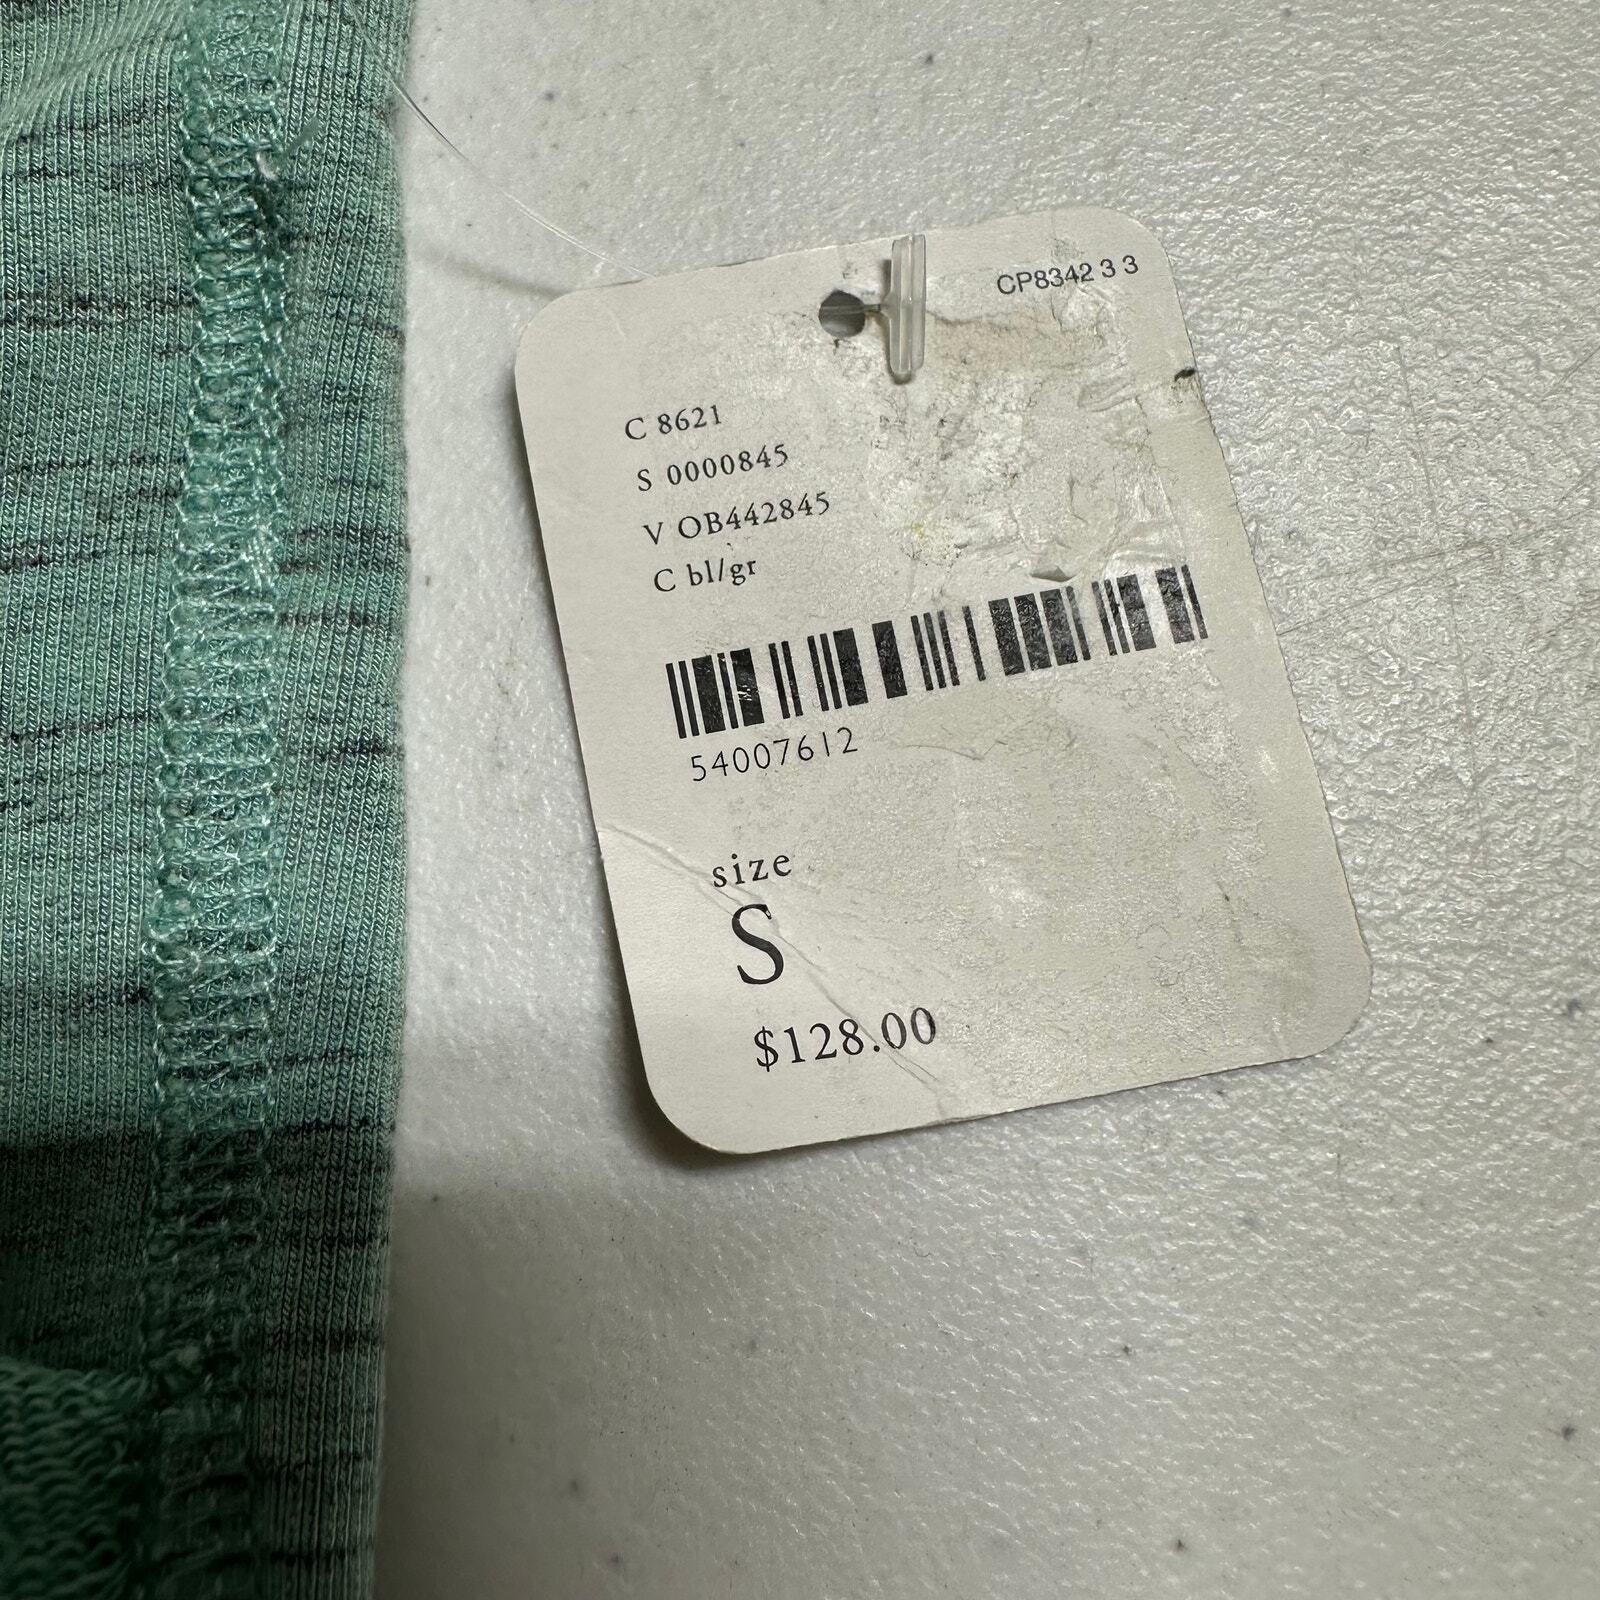 CP8342 3 3
C 8621
S 0000845
V OB442845
C bl/gr
54007612
size
S
$128.00